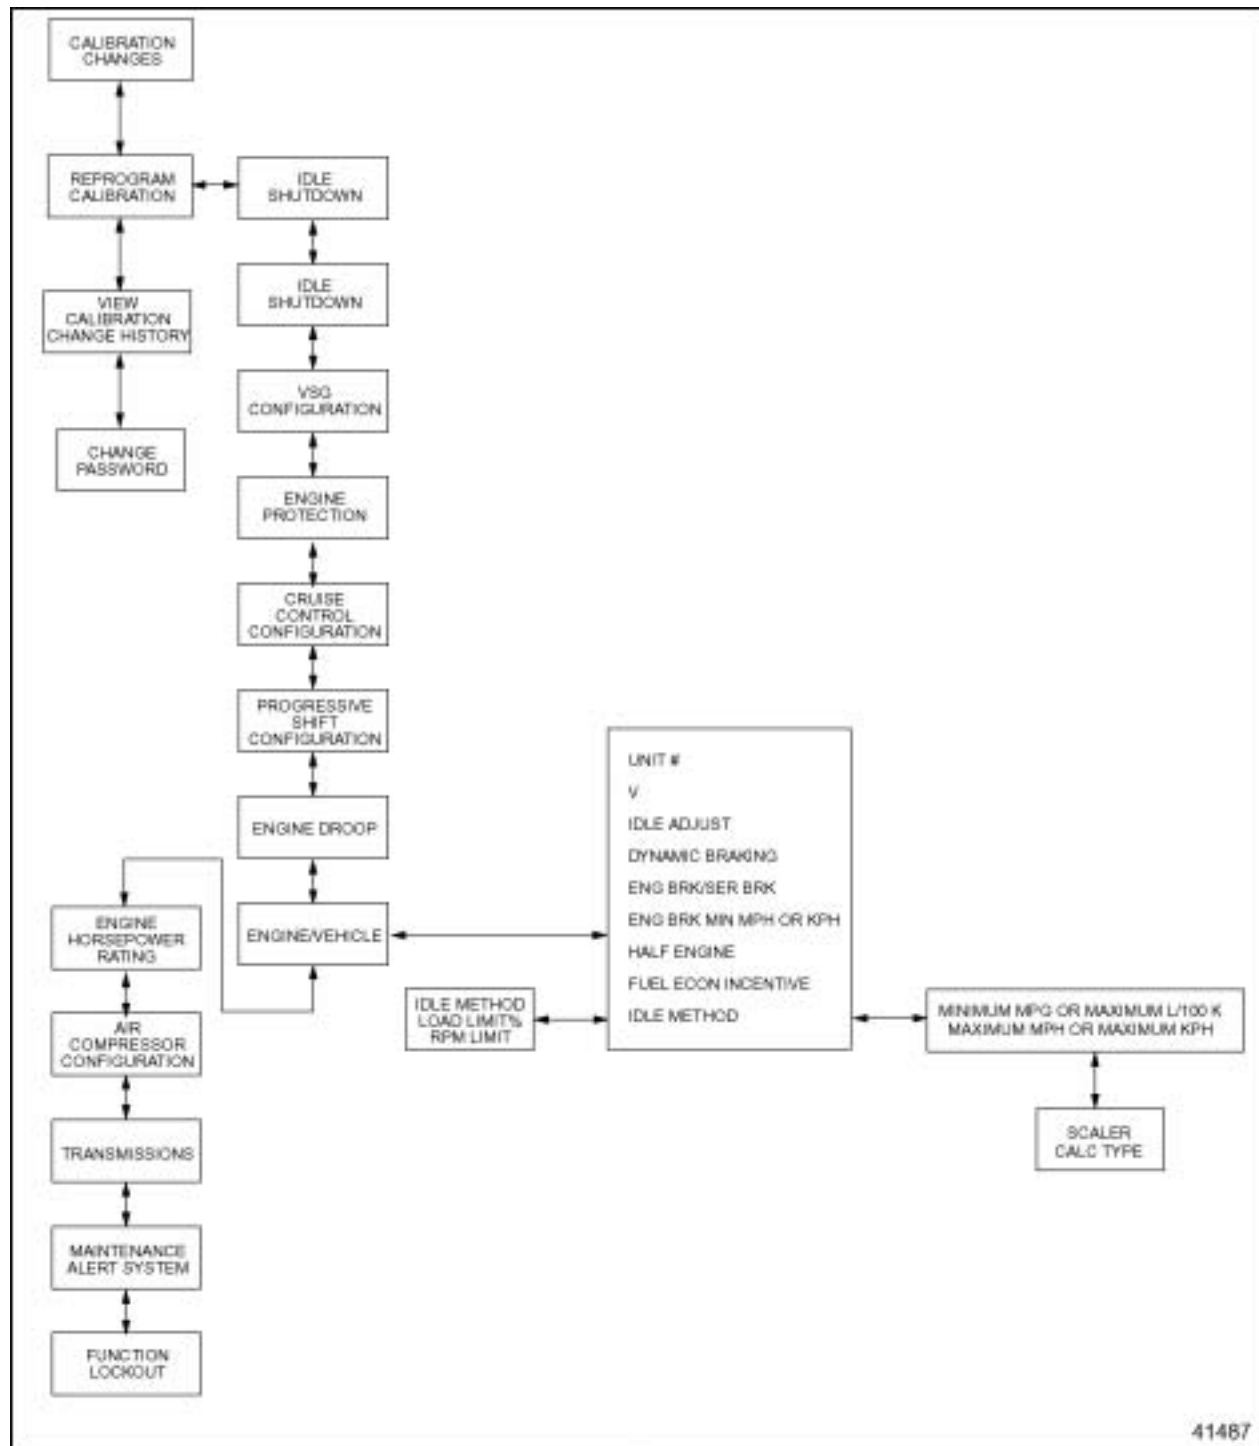 CALIBRATION
CHANGES
REPROGRAM
CALIBRATION
IDLE
SHUTDOWN
VIEW
CALIBRATION
CHANGE HISTORY
IDLE
SHUTDOWN
CHANGE
PASSWORD
VSG
CONFIGURATION
ENGINE
PROTECTION
CRUISE
CONTROL
CONFIGURATION
PROGRESSIVE
SHIFT
CONFIGURATION
ENGINE DROOP
ENGINE/VEHICLE
UNIT #
V
IDLE ADJUST
DYNAMIC BRAKING
ENG BRK/SER BRK
ENG BRK MIN MPH OR KPH
HALF ENGINE
FUEL ECON INCENTIVE
IDLE METHOD
IDLE METHOD
LOAD LIMIT%
RPM LIMIT
MINIMUM MPG OR MAXIMUM L/100 K
MAXIMUM MPH OR MAXIMUM KPH
SCALER
CALC TYPE
ENGINE
HORSEPOWER
RATING
AIR
COMPRESSOR
CONFIGURATION
TRANSMISSIONS
MAINTENANCE
ALERT SYSTEM
FUNCTION
LOCKOUT
41487